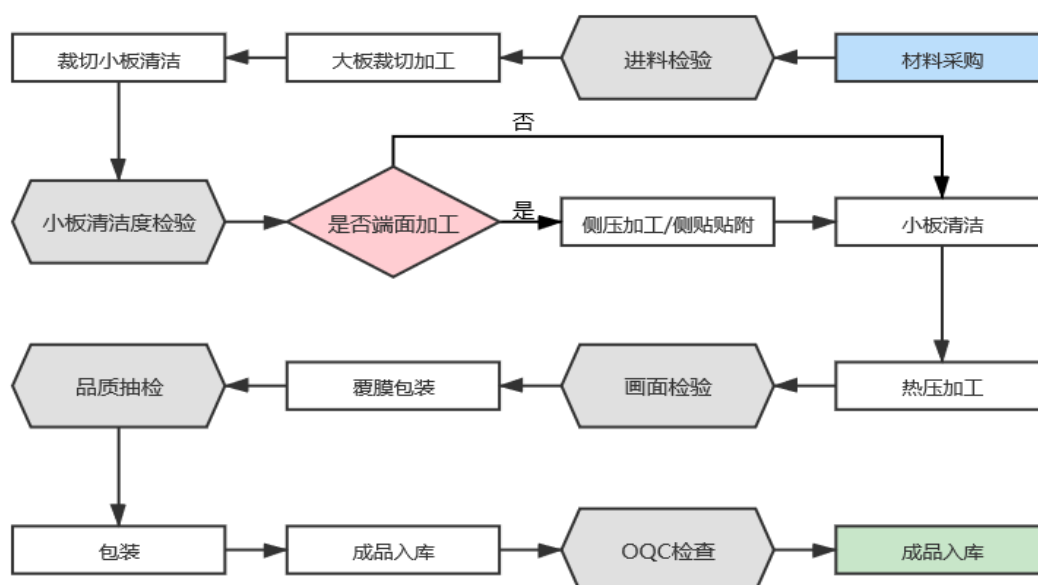 裁切小板清洁
大板裁切加工
进料检验
材料采购
否
小板清洁度检验
是否端面加工
是
侧压加工/侧贴贴附
小板清洁
品质抽检
覆膜包装
画面检验
热压加工
包装
成品入库
OQC检查
成品入库